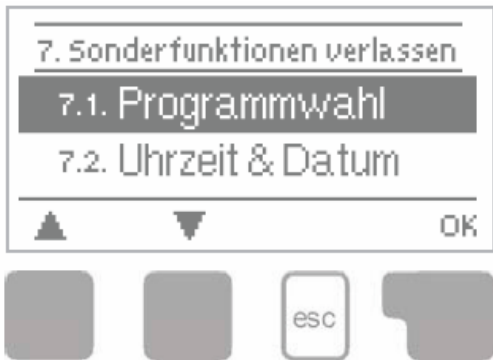 7. Sonderfunktionen verlassen
7.1. Programmwahl
7.2. Uhrzeit & Datum
▲ ▼ OK
esc